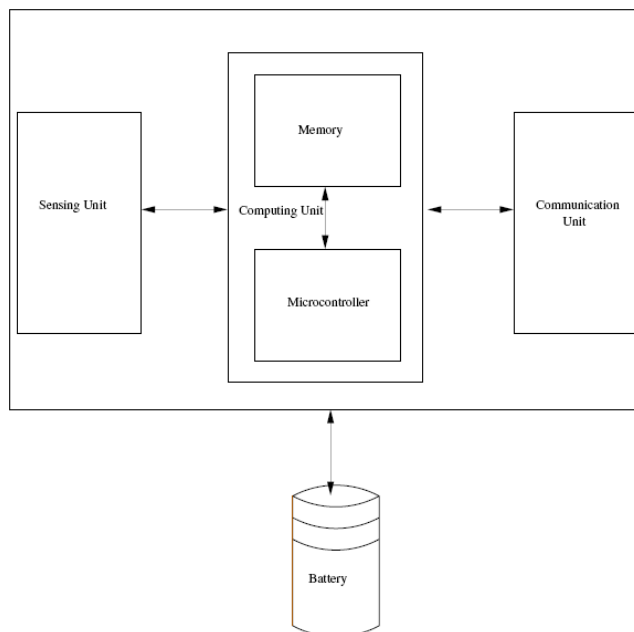 Memory
Sensing Unit
Computing Unit
Communication
Unit
Microcontroller
Battery